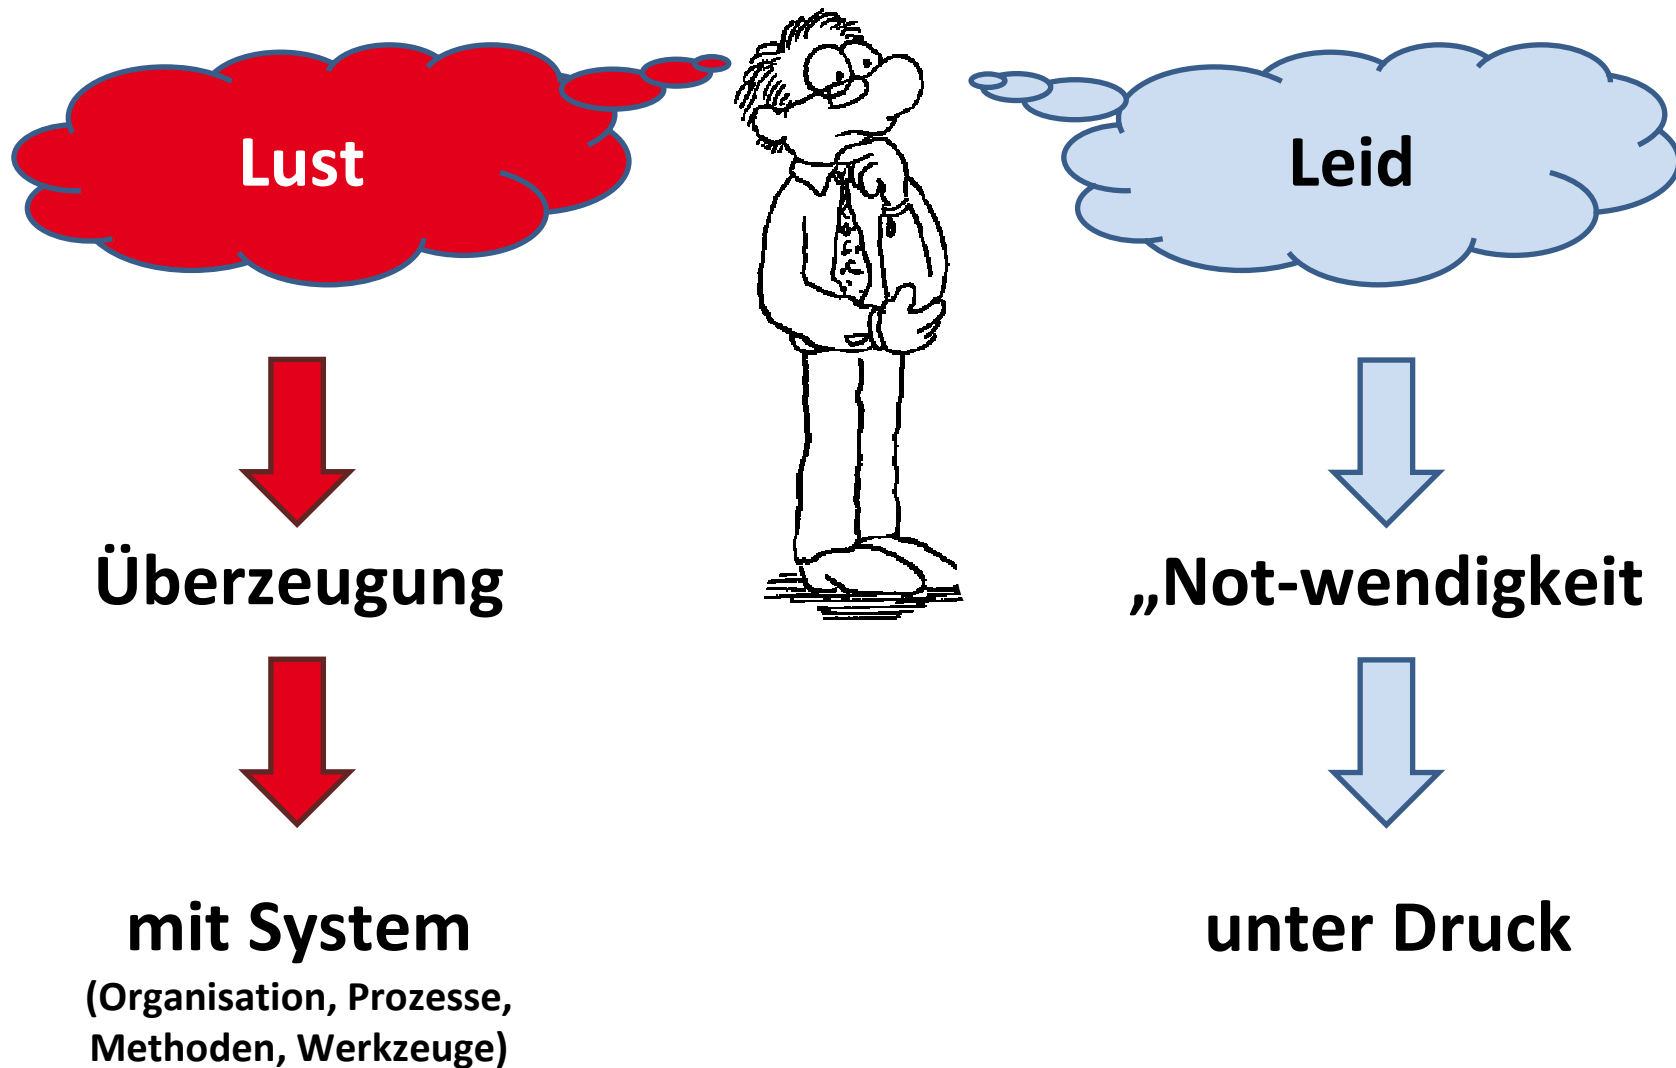 Lust
Leid
Überzeugung
„Not-wendigkeit
mit System
(Organisation, Prozesse,
Methoden, Werkzeuge)
unter Druck